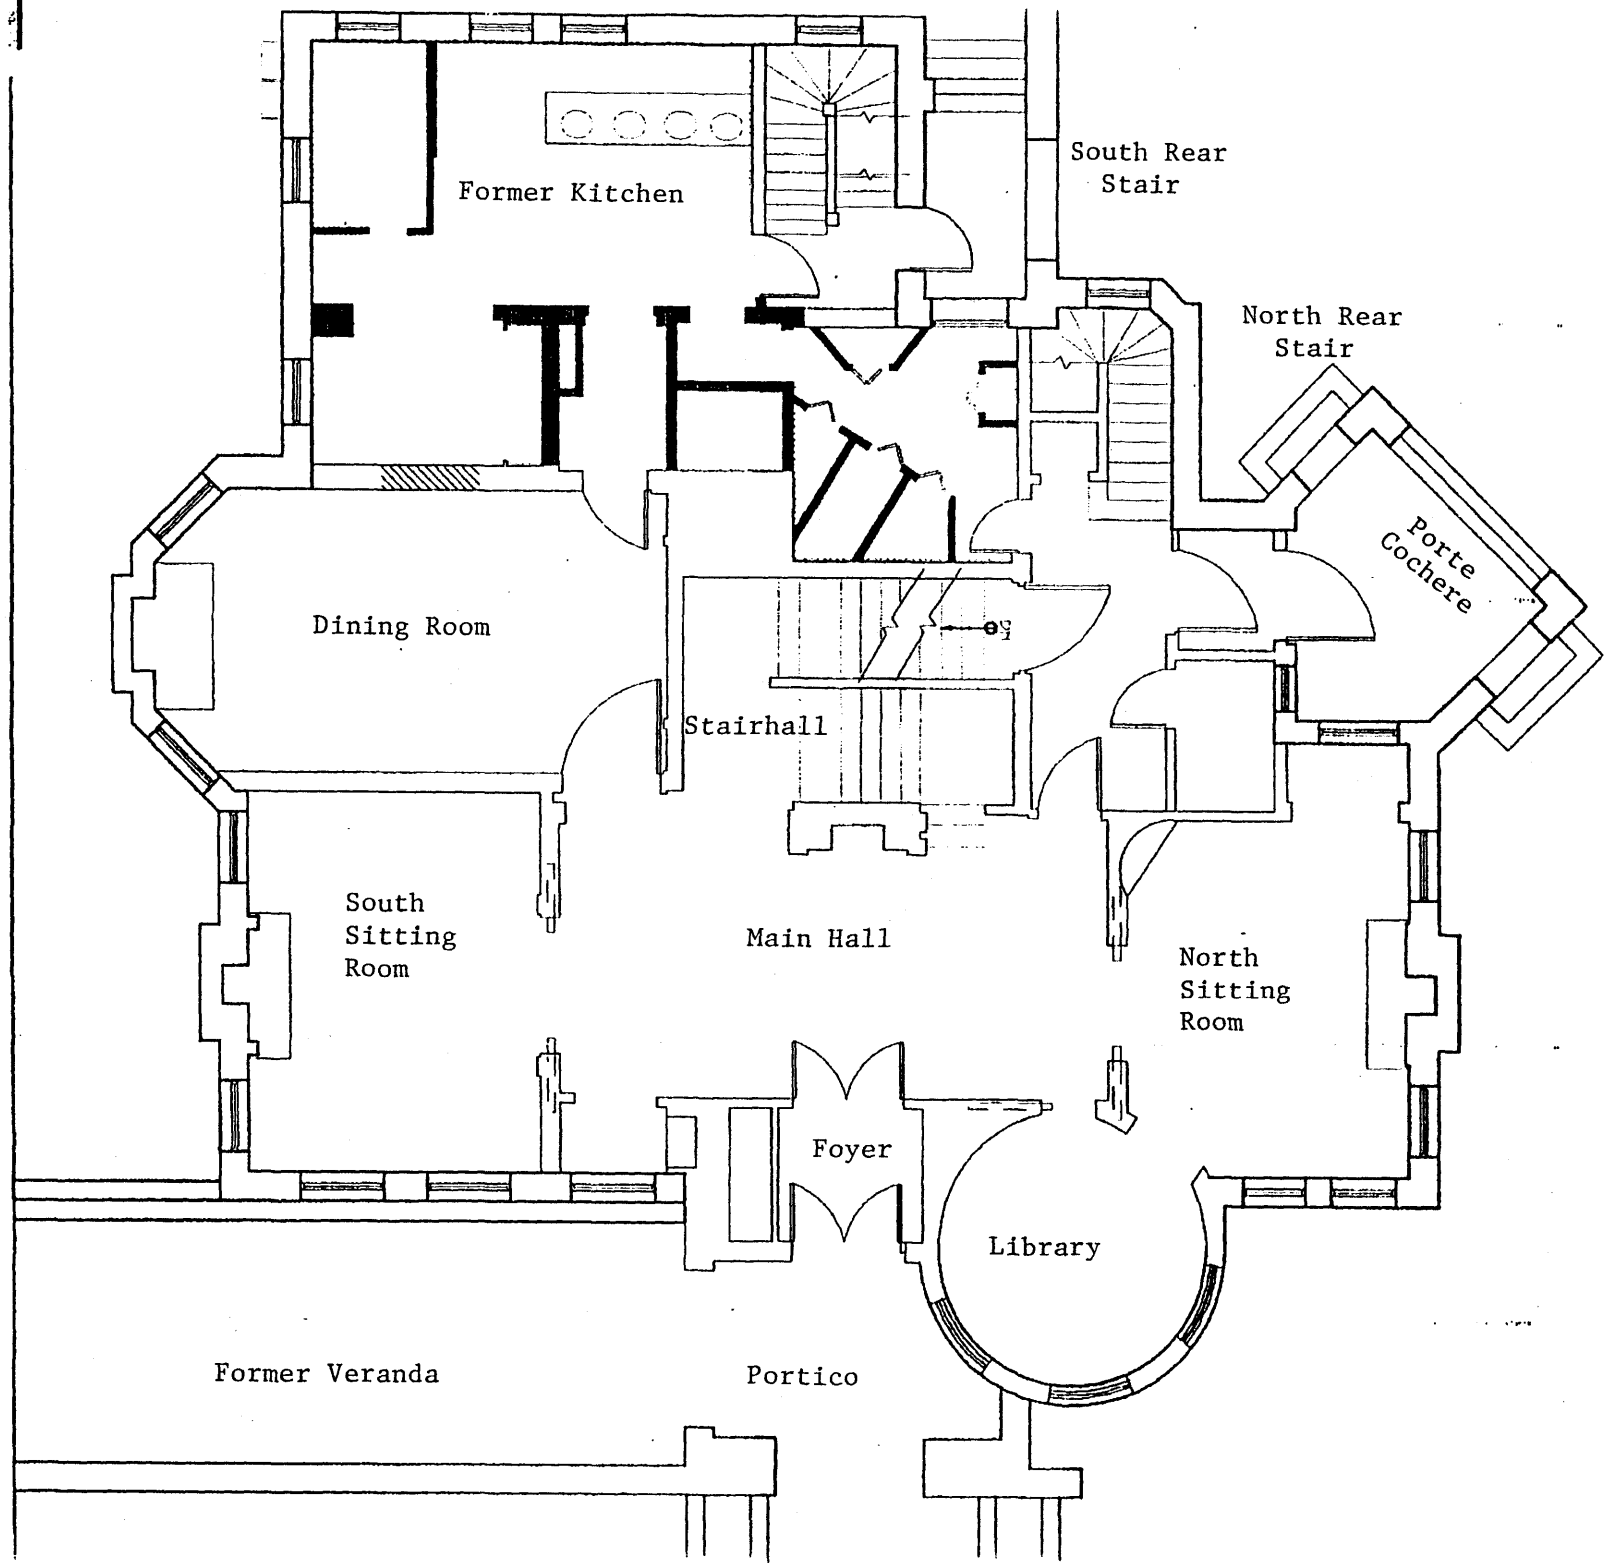 South Rear
Stair
Former Kitchen
North Rear
Stair
Porte
Cochere
Dining Room
Stairhall
South
Sitting
Room
Main Hall
North
Sitting
Room
Foyer
Library
Former Veranda
Portico